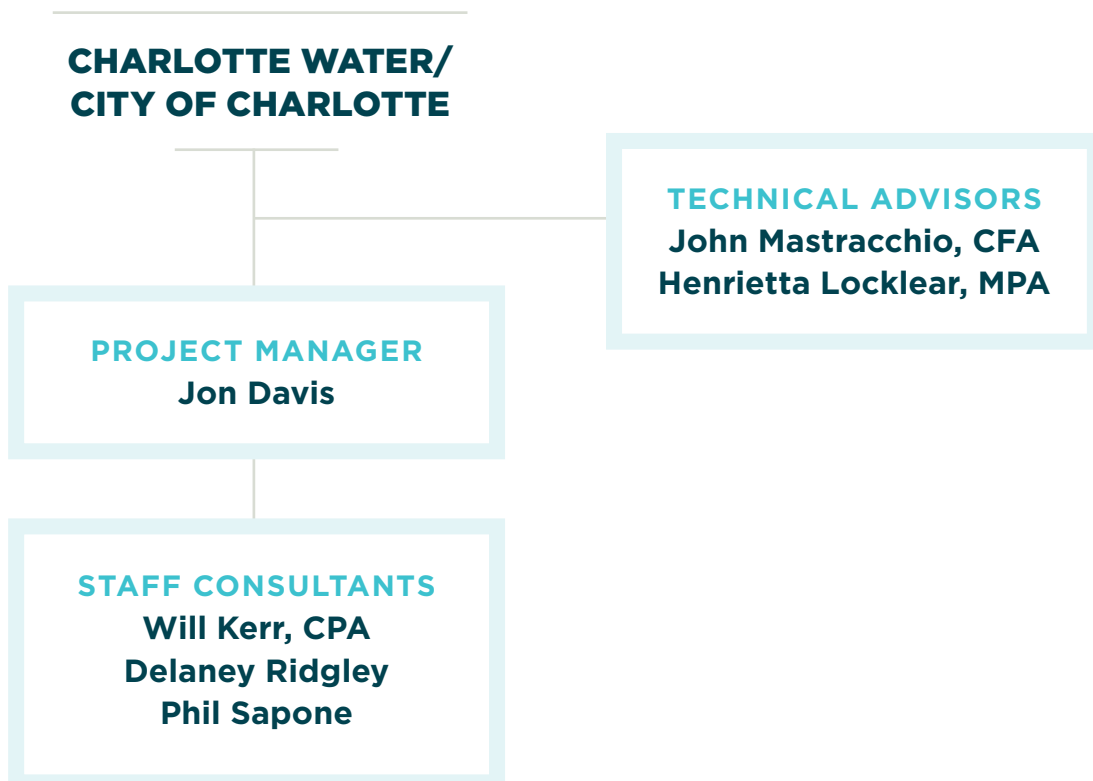 CHARLOTTE WATER/
CITY OF CHARLOTTE
TECHNICAL ADVISORS
John Mastracchio, CFA
Henrietta Locklear, MPA
PROJECT MANAGER
Jon Davis
STAFF CONSULTANTS
Will Kerr, CPA
Delaney Ridgley
Phil Sapone